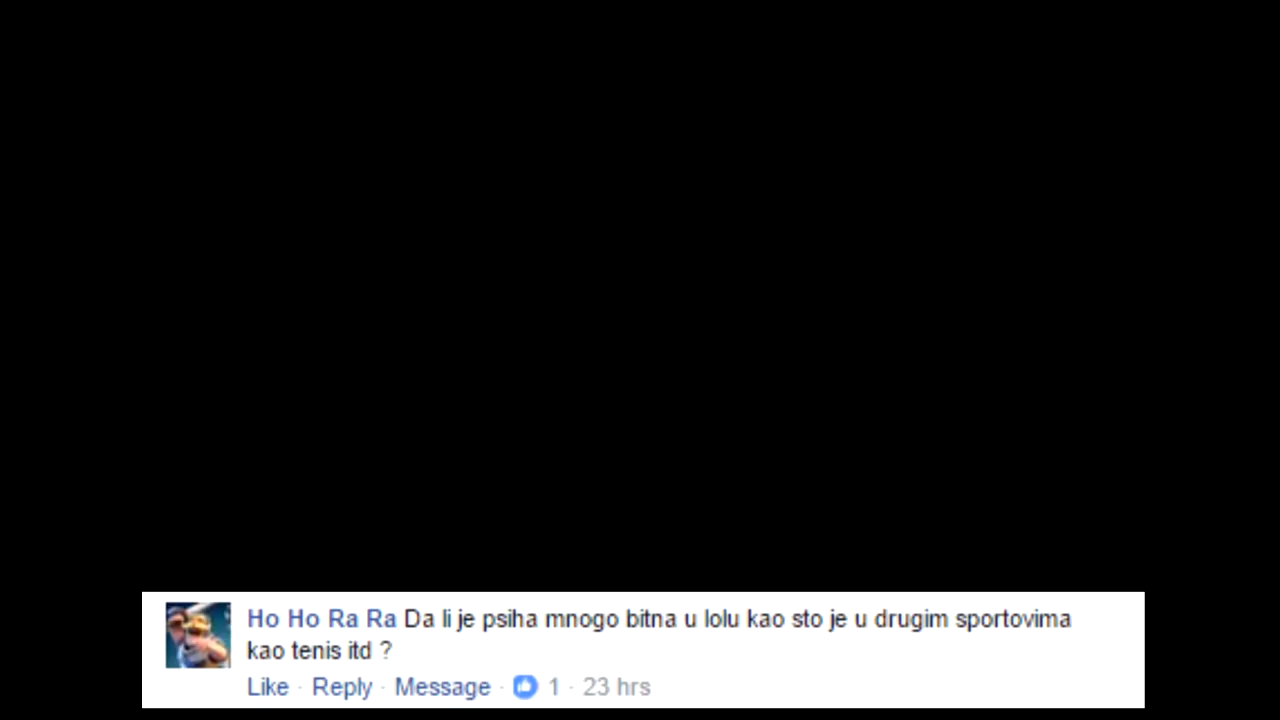 Ho Ho Ra Ra Da li je psiha mnogo bitna u lolu kao sto je u drugim sportovima
kao tenis itd ?
Like · Reply · Message · 1 · 23 hrs